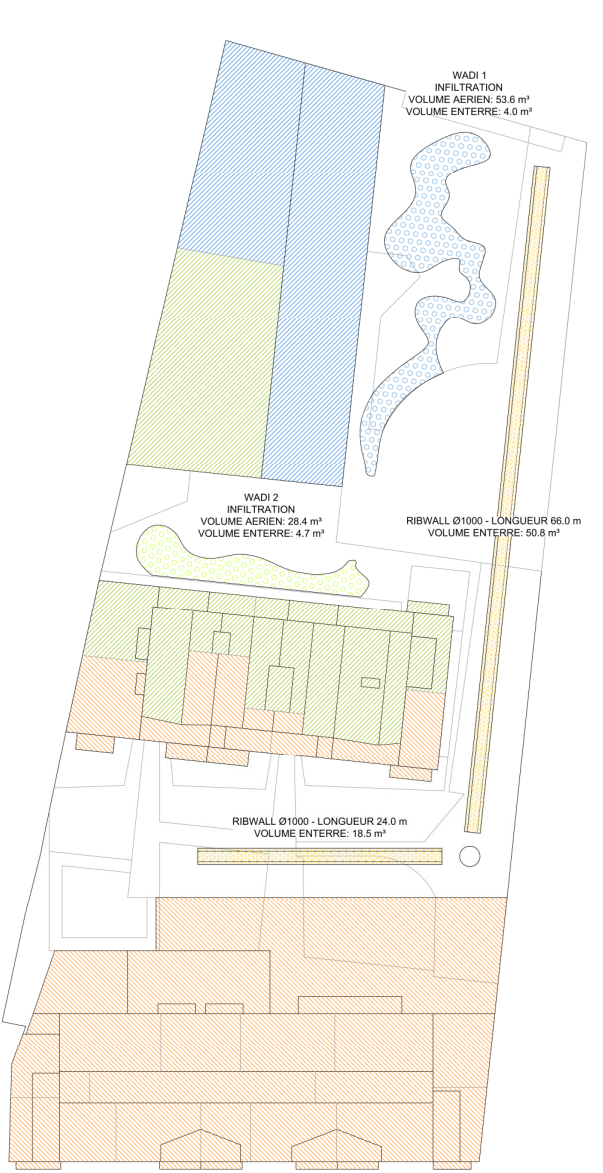 WADI 1
INFILTRATION
VOLUME AERIEN: 53.6 m³
VOLUME ENTERRE: 4.0 m³
WADI 2
INFILTRATION
VOLUME AERIEN: 28.4 m³
VOLUME ENTERRE: 4.7 m³
RIBWALL Ø1000 - LONGUEUR 66.0 m
VOLUME ENTERRE: 50.8 m³
RIBWALL Ø1000 - LONGUEUR 24.0 m
VOLUME ENTERRE: 18.5 m³